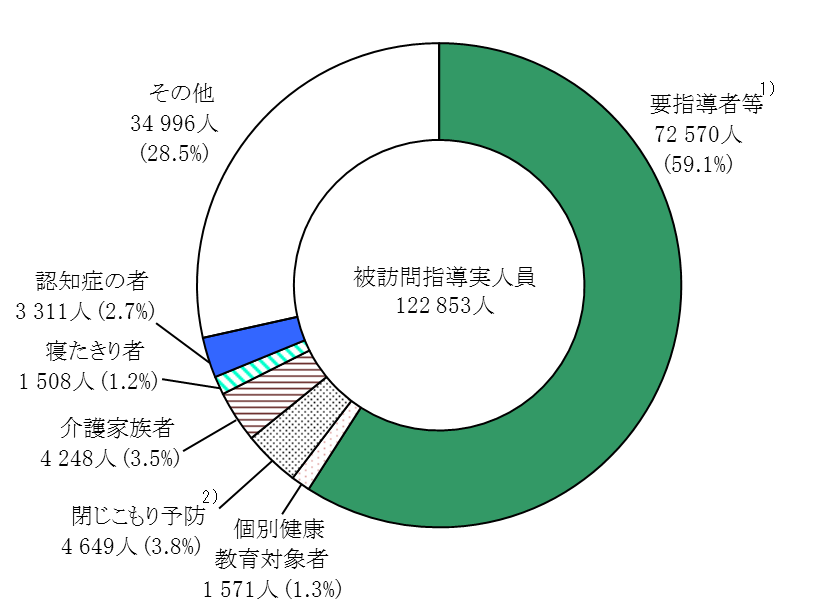 その他
34 996人
(28.5%)
要指導者等1)
72 570人
(59.1%)
被訪問指導実人員
122 853人
認知症の者
3 311人 (2.7%)
寝たきり者
1 508人 (1.2%)
介護家族者
4 248人 (3.5%)
閉じこもり予防2)
4 649人 (3.8%)
個別健康
教育対象者
1 571人 (1.3%)